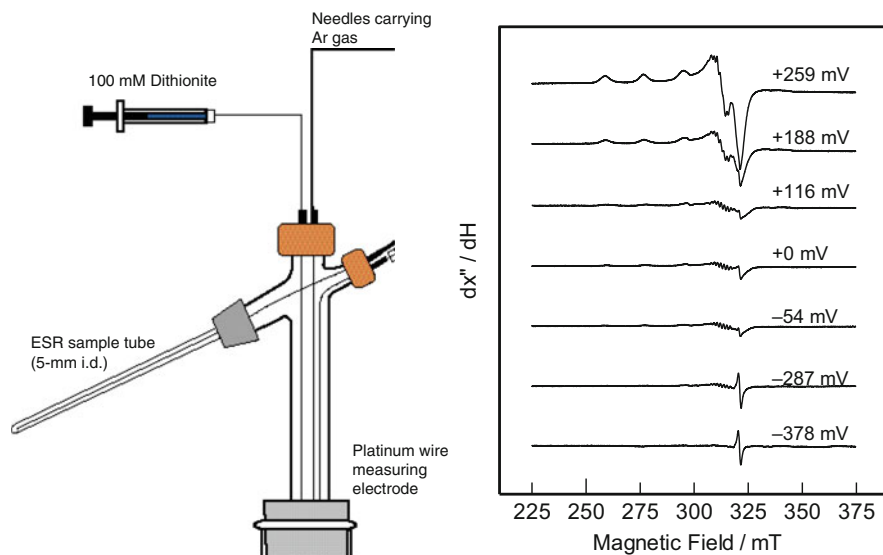 Needles carrying
Ar gas
100 mM Dithionite
ESR sample tube
(5-mm i.d.)
Platinum wire
measuring
electrode
dx" / dH
+259 mV
+188 mV
+116 mV
+0 mV
−54 mV
−287 mV
−378 mV
225 250 275 300 325 350 375
Magnetic Field / mT